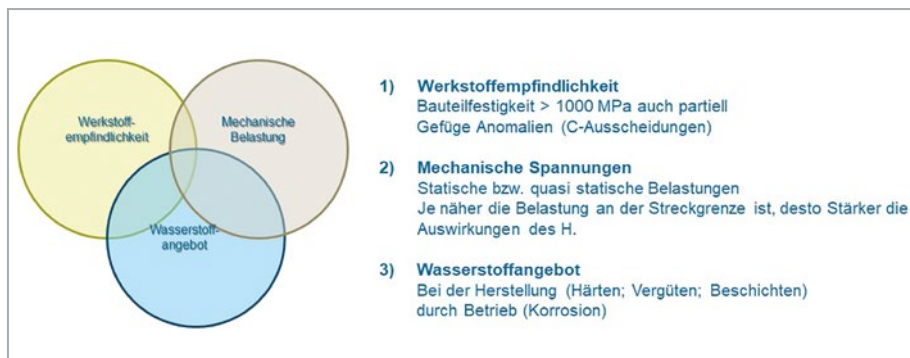 Werkstoff-
empfindlichkeit
Mechanische
Belastung
Wasserstoff-
angebot
1) Werkstoffempfindlichkeit
Bauteilfestigkeit > 1000 MPa auch partiell
Gefüge Anomalien (C-Ausscheidungen)
2) Mechanische Spannungen
Statische bzw. quasi statische Belastungen
Je näher die Belastung an der Streckgrenze ist, desto Stärker die
Auswirkungen des H.
3) Wasserstoffangebot
Bei der Herstellung (Härten; Vergüten; Beschichten)
durch Betrieb (Korrosion)